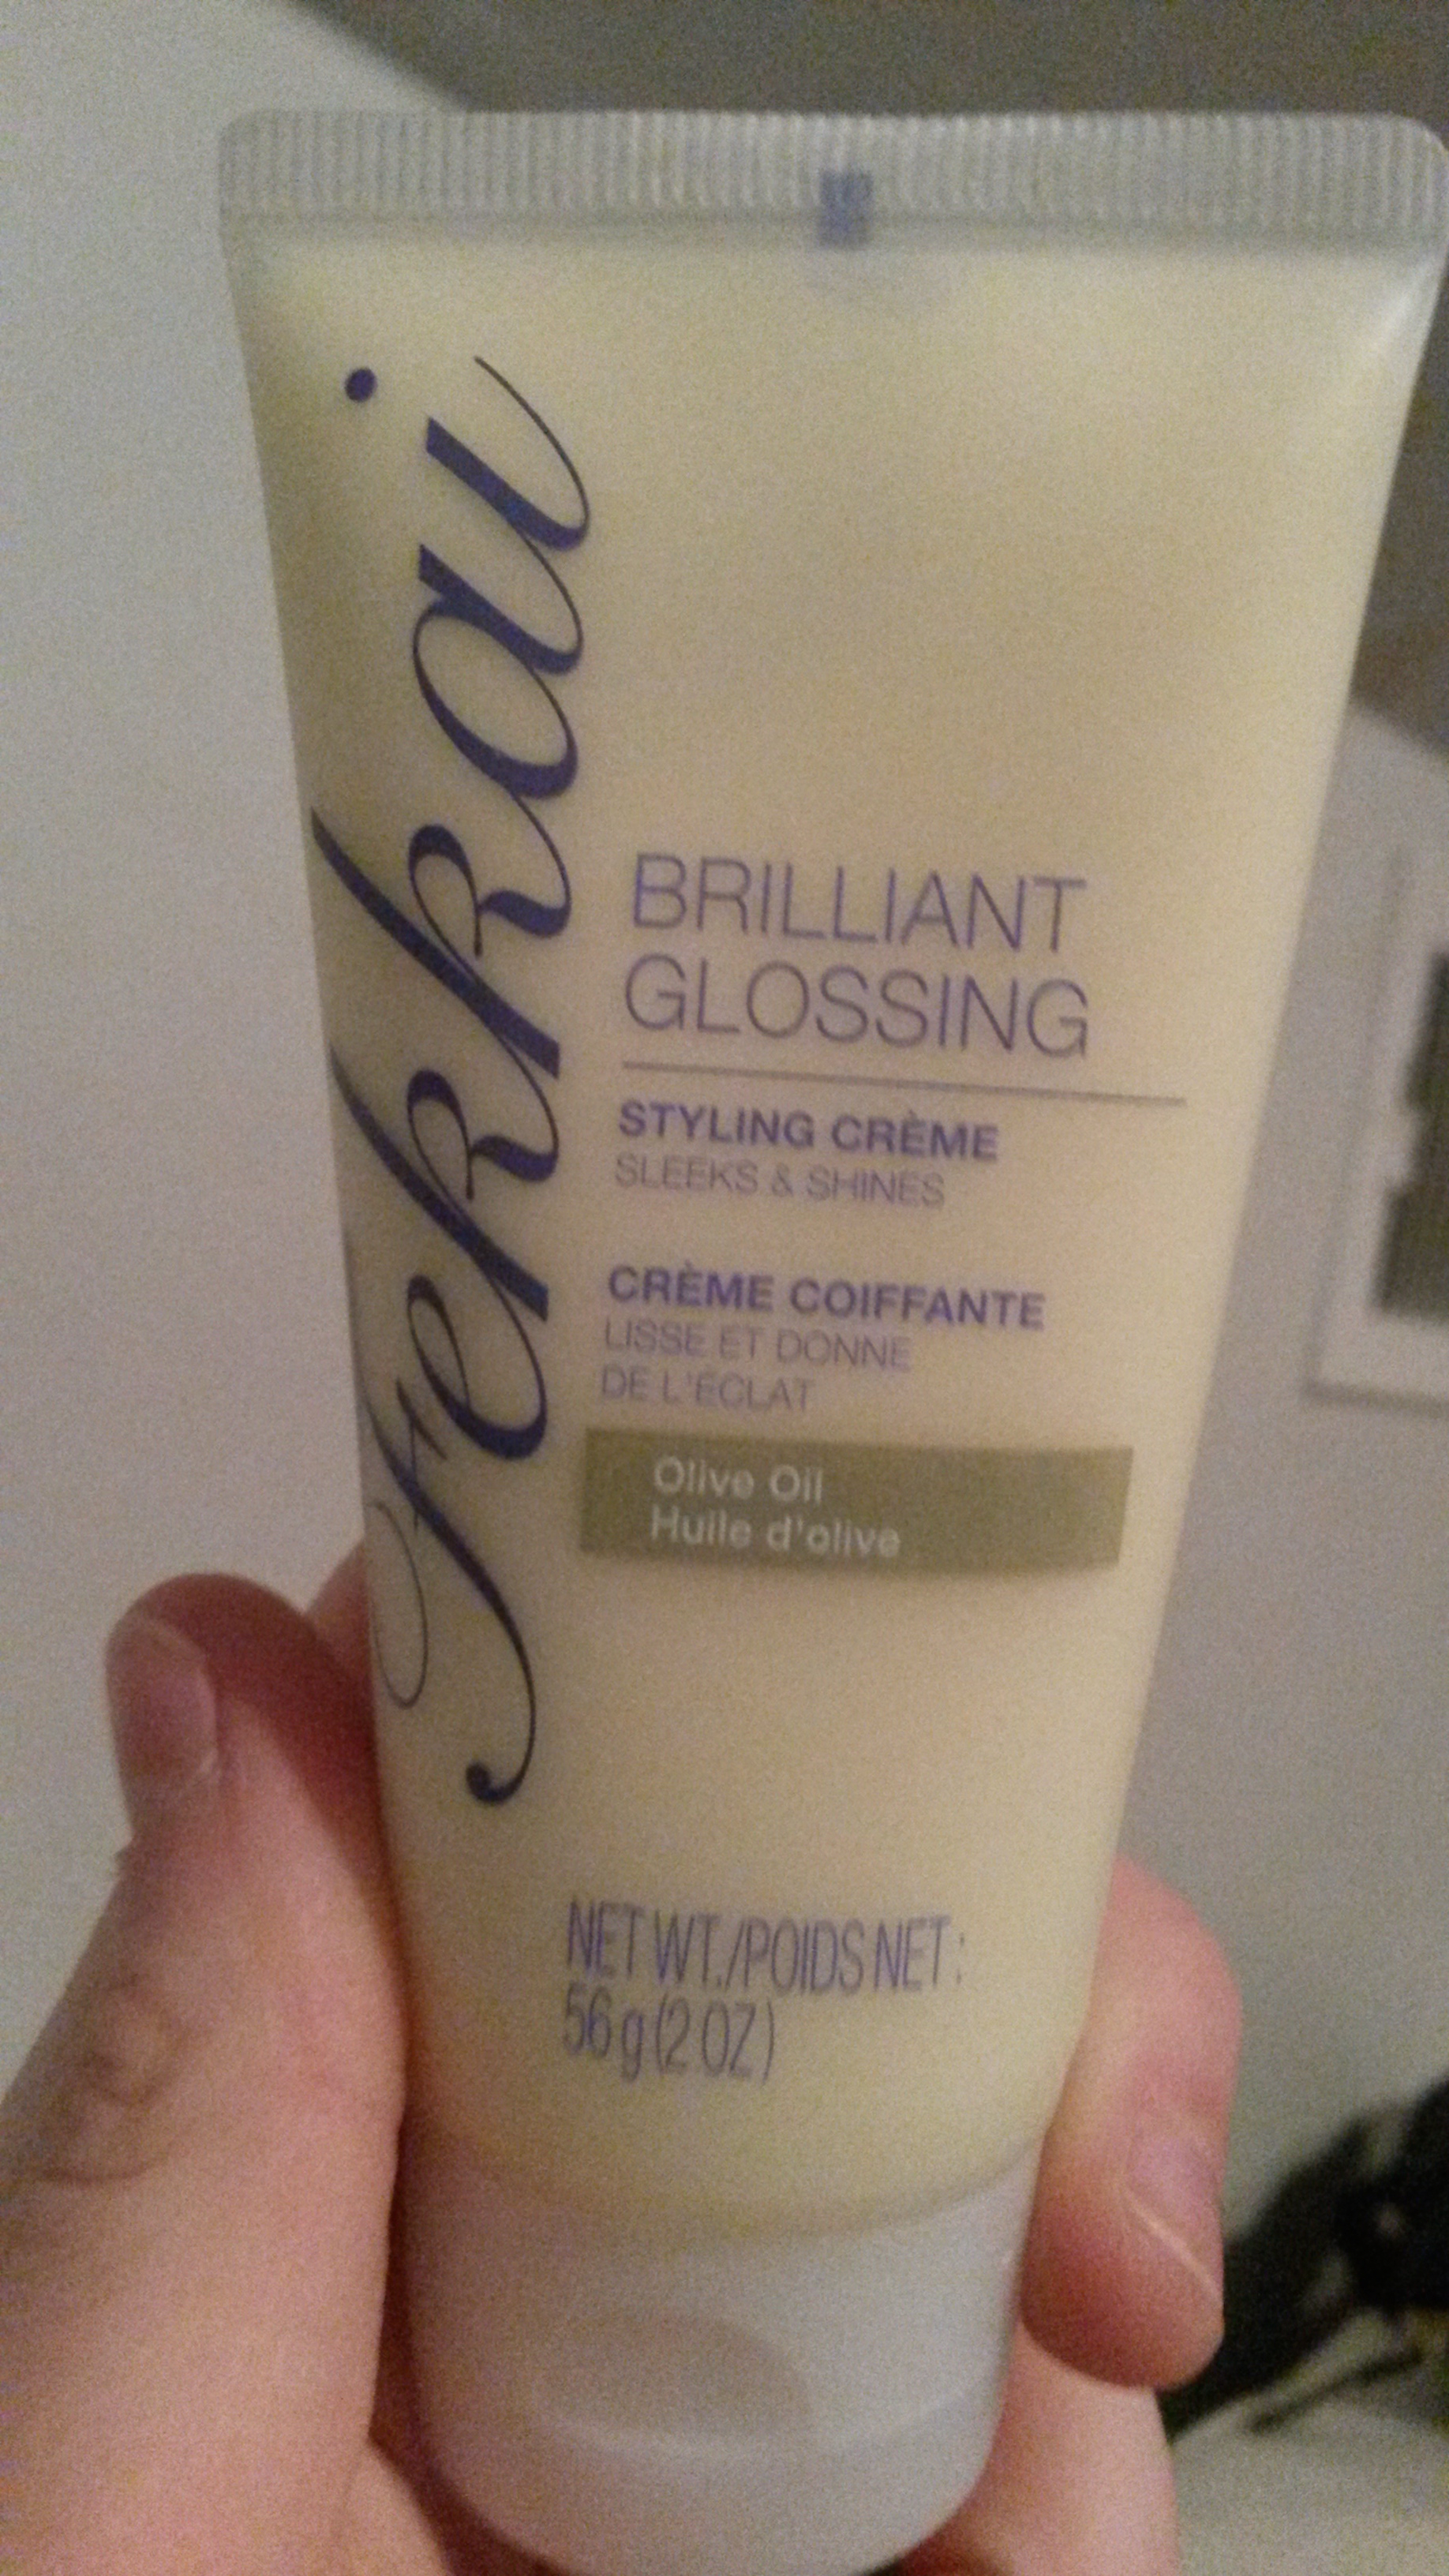 Fekkai
BRILLIANT
GLOSSING
STYLING CRÈME
SLEEKS & SHINES
CRÈME COIFFANTE
LISSE ET DONNE
DE L'ÉCLAT
Olive Oil
Huile d'olive
NET WT./POIDS NET:
56 g (2 OZ)